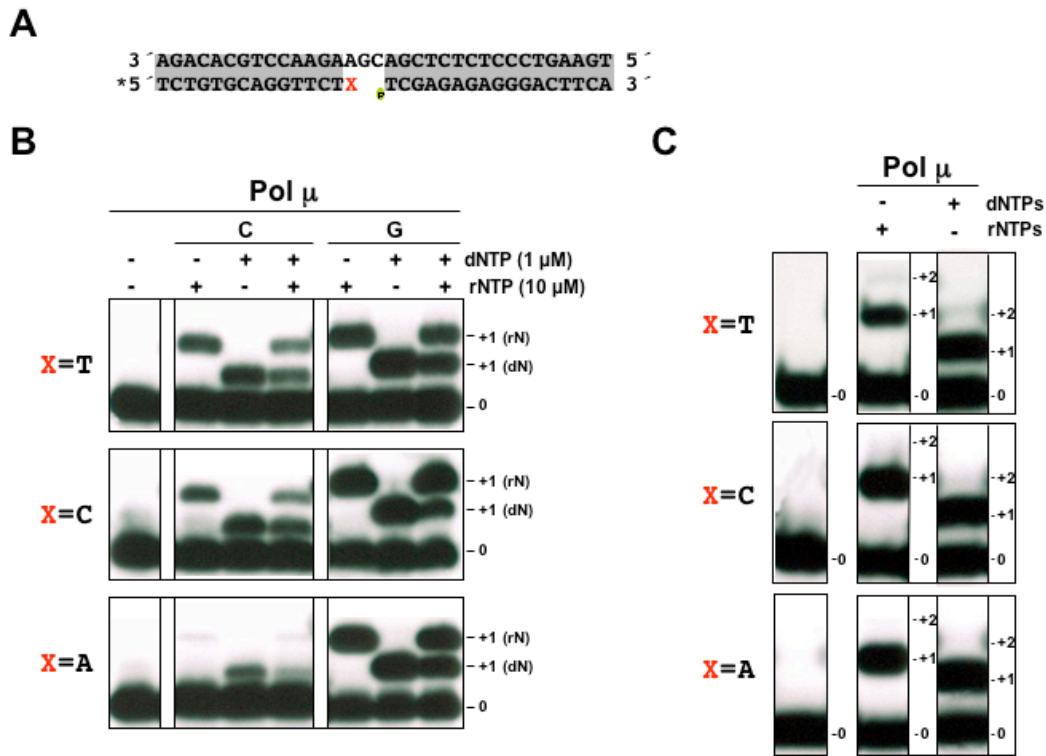 A
3 ´AGACACGTCCAAGAAGCAGCTCTCTCCCTGAAGT 5 ´
*5 ´TCTGTGCAGGTTCTX P TCGAGAGAGGGACTTCA 3 ´
B
Pol μ
C G
- - + + - + + dNTP (1 μM)
- + - + + - + rNTP (10 μM)
X=T
+1 (rN)
+1 (dN)
0
X=C
+1 (rN)
+1 (dN)
0
X=A
+1 (rN)
+1 (dN)
0
C
Pol μ
- + dNTPs
+ - rNTPs
X=T
-0
-+2
-+1
-0
-+2
-+1
-0
X=C
-0
-+2
-+1
-0
-+2
-+1
-0
X=A
-0
-+2
-+1
-0
-+2
-+1
-0